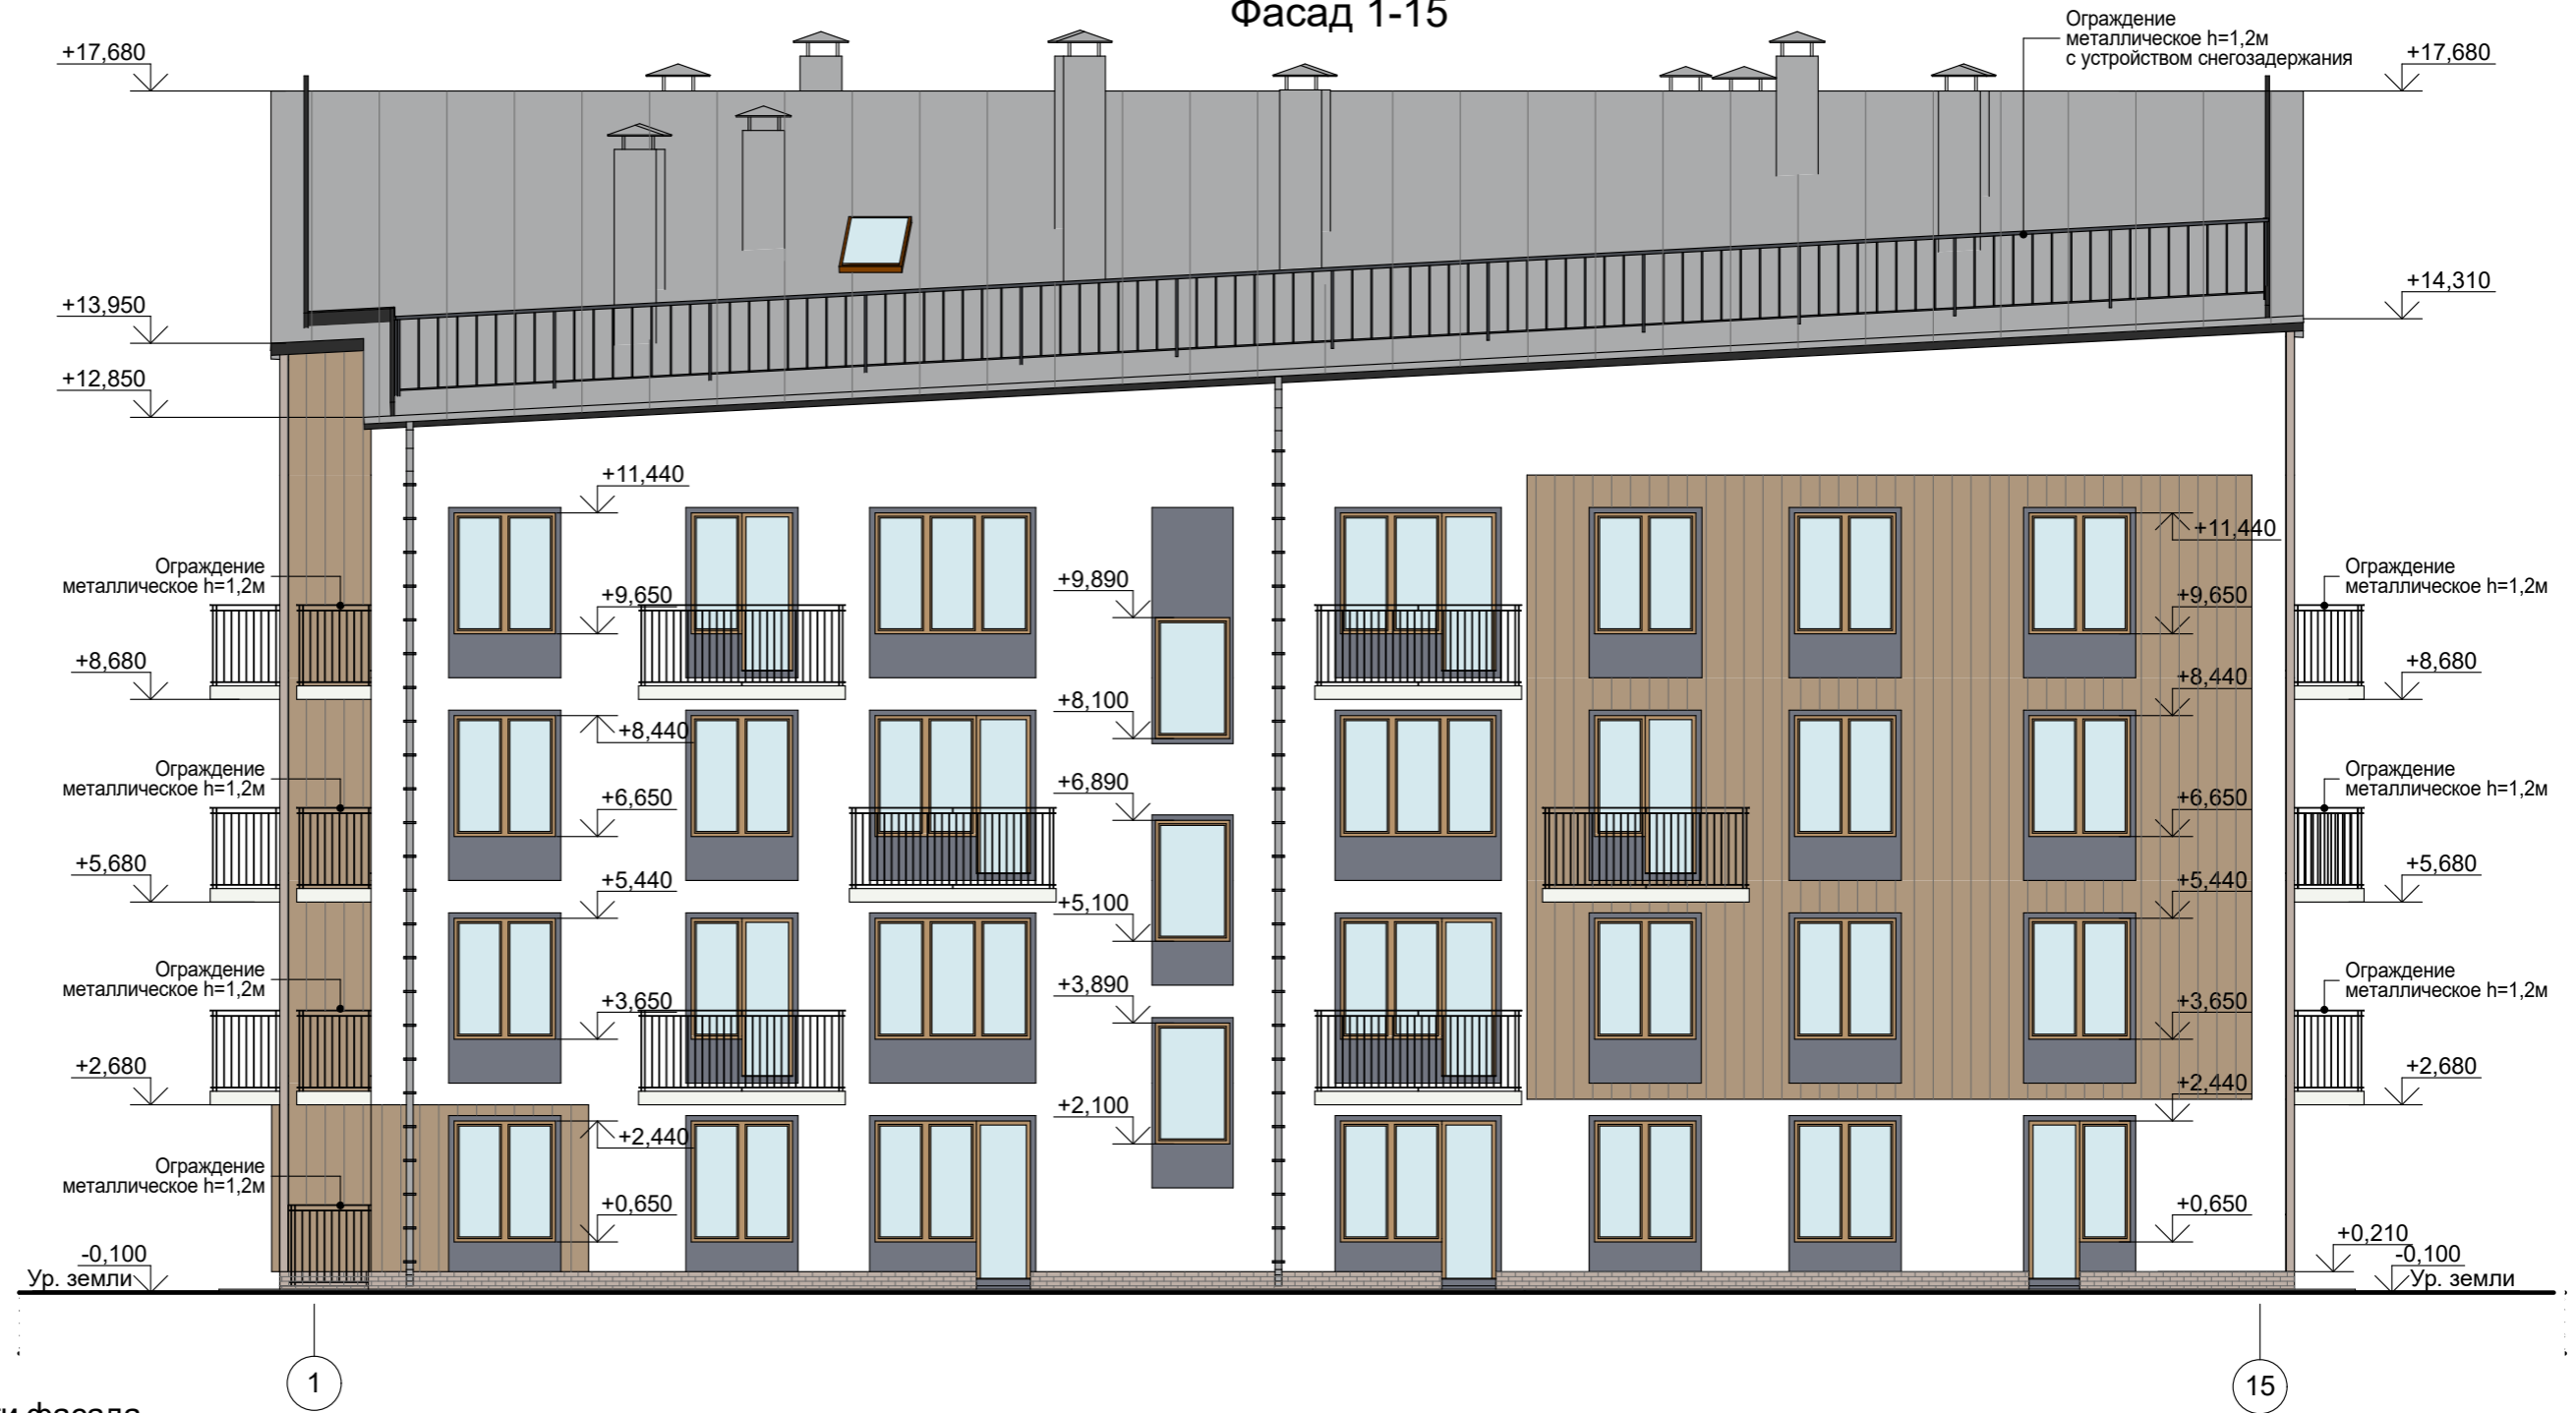 Фасад 1-15
Ограждение
металлическое h=1,2м
с устройством снегозадержания
+17,680
+17,680
+13,950
+14,310
+12,850
+11,440
+11,440
Ограждение
металлическое h=1,2м
+9,650
+9,890
+9,650
Ограждение
металлическое h=1,2м
+8,680
+8,100
+8,440
+8,680
+8,440
Ограждение
металлическое h=1,2м
+6,650
+6,890
+6,650
Ограждение
металлическое h=1,2м
+5,680
+5,440
+5,100
+5,440
+5,680
Ограждение
металлическое h=1,2м
+3,650
+3,890
+3,650
Ограждение
металлическое h=1,2м
+2,680
+2,100
+2,440
+2,680
+2,440
Ограждение
металлическое h=1,2м
+0,650
+0,650
-0,100
Ур. земли
+0,210
-0,100
Ур. земли
1
15
фасада